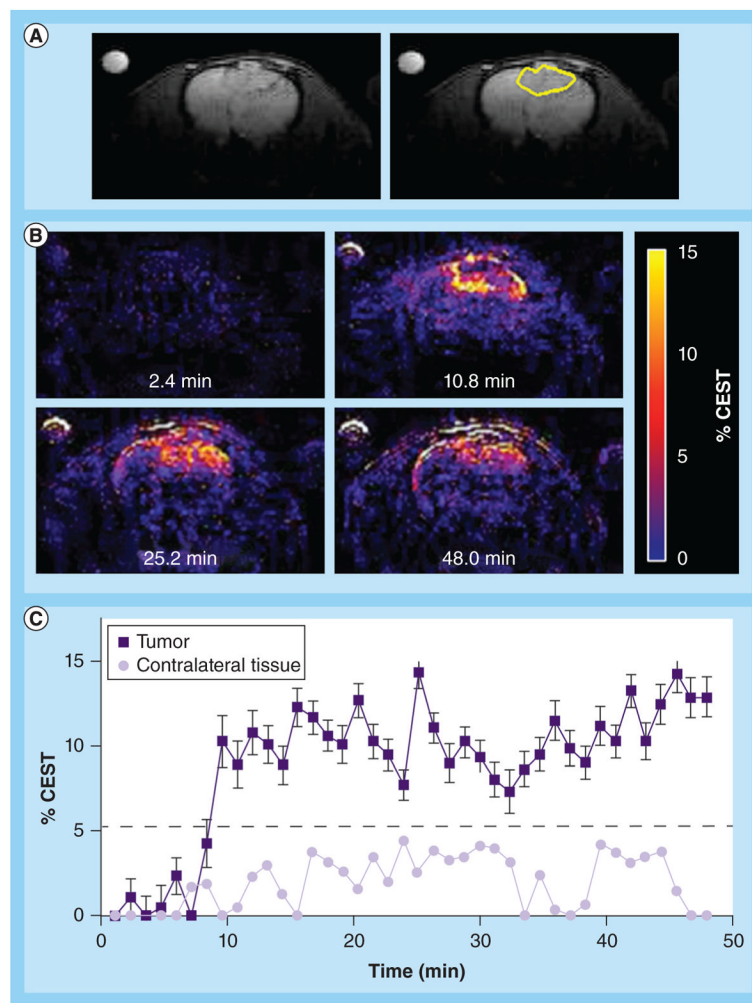 A
B
2.4 min
10.8 min
25.2 min
48.0 min
15
10
5
0
% CEST
C
Tumor
Contralateral tissue
15
10
5
0
% CEST
0
10
20
30
40
50
Time (min)